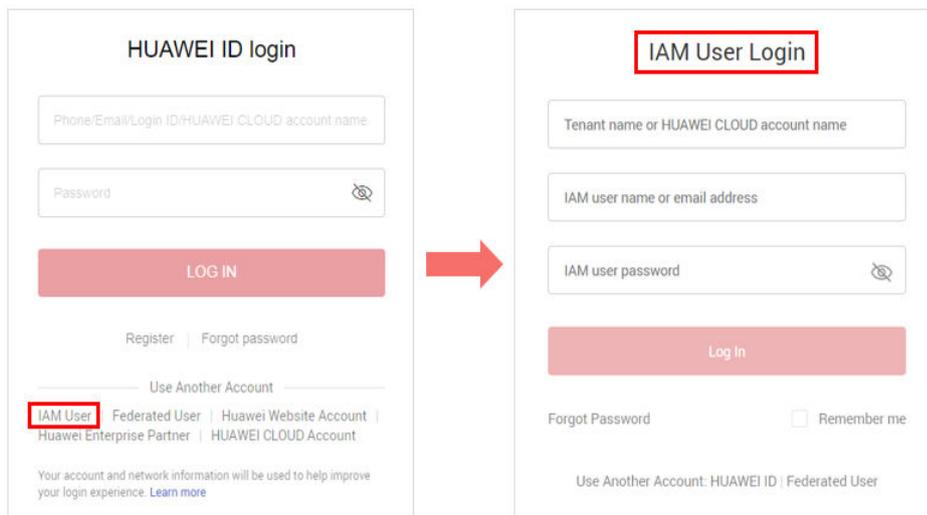 HUAWEI ID login
Phone/Email/Login ID/HUAWEI CLOUD account name
Password
LOG IN
Register | Forgot password
Use Another Account
IAM User | Federated User | Huawei Website Account |
Huawei Enterprise Partner | HUAWEI CLOUD Account
Your account and network information will be used to help improve
your login experience. Learn more
IAM User Login
Tenant name or HUAWEI CLOUD account name
IAM user name or email address
IAM user password
Log In
Forgot Password
Remember me
Use Another Account: HUAWEI ID | Federated User